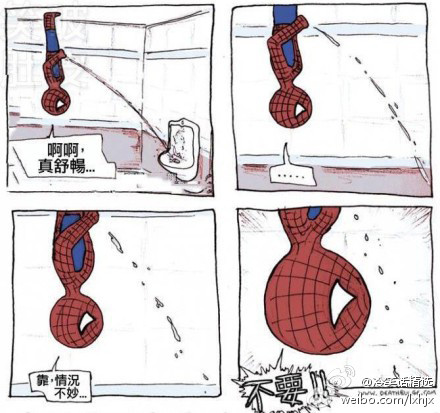 啊啊,
真舒暢...
......
靠,情況
不妙...
不要!!
@冷笑话精选
weibo.com/lxhjx